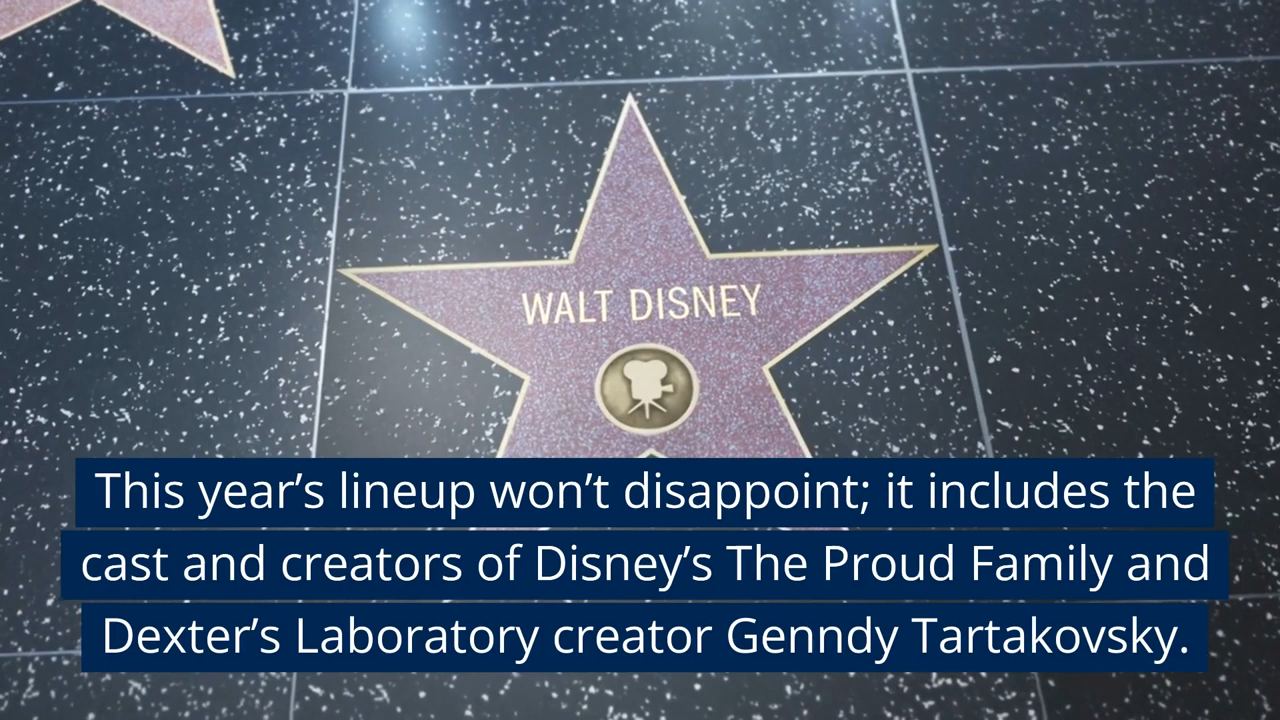 WALT DISNEY
This year’s lineup won’t disappoint; it includes the
cast and creators of Disney’s The Proud Family and
Dexter’s Laboratory creator Genndy Tartakovsky.